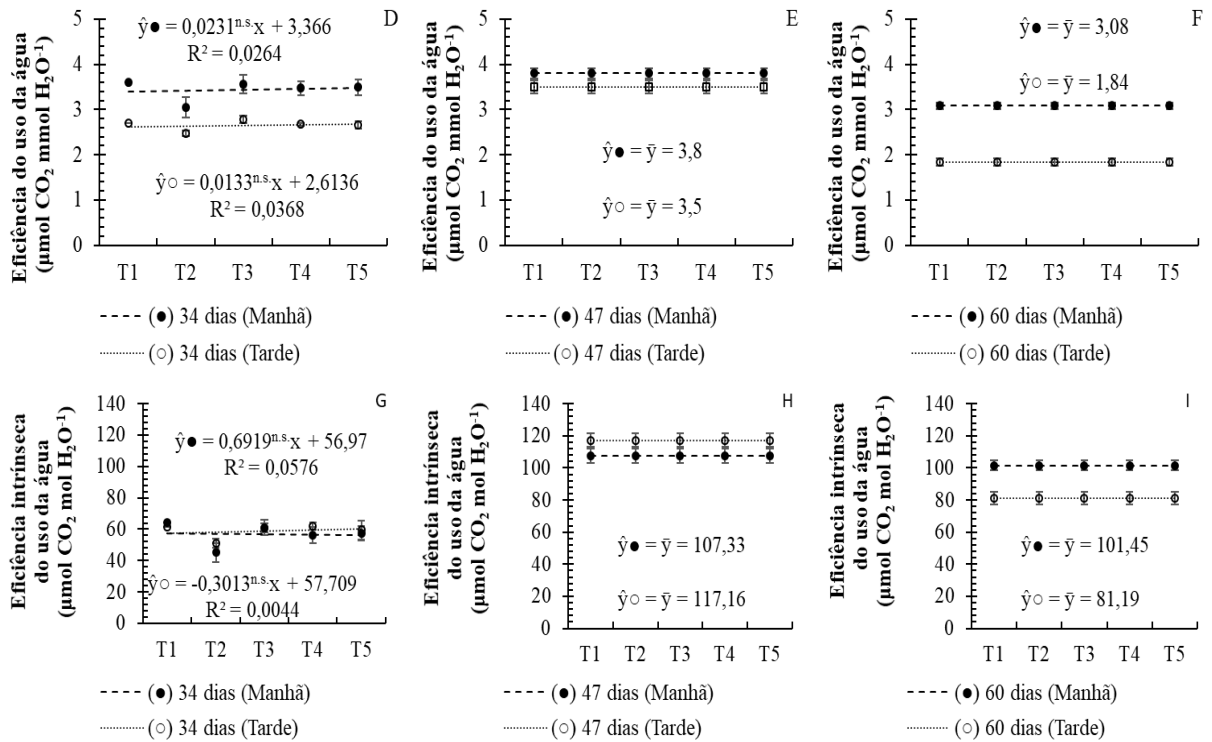 D
Eficiência do uso da água
(µmol CO₂ mmol H₂O⁻¹)
5
4
3
2
1
0
ŷ● = 0,0231ⁿ·ˢ·x + 3,366
R² = 0,0264
ŷ○ = 0,0133ⁿ·ˢ·x + 2,6136
R² = 0,0368
T1 T2 T3 T4 T5
(●) 34 dias (Manhã)
(○) 34 dias (Tarde)
E
Eficiência do uso da água
(µmol CO₂ mmol H₂O⁻¹)
5
4
3
2
1
0
ŷ● = ȳ = 3,8
ŷ○ = ȳ = 3,5
T1 T2 T3 T4 T5
(●) 47 dias (Manhã)
(○) 47 dias (Tarde)
F
Eficiência do uso da água
(µmol CO₂ mmol H₂O⁻¹)
5
4
3
2
1
0
ŷ● = ȳ = 3,08
ŷ○ = ȳ = 1,84
T1 T2 T3 T4 T5
(●) 60 dias (Manhã)
(○) 60 dias (Tarde)
G
Eficiência intrínseca
do uso da água
(µmol CO₂ mol H₂O⁻¹)
140
120
100
80
60
40
20
0
ŷ● = 0,6919ⁿ·ˢ·x + 56,97
R² = 0,0576
ŷ○ = -0,3013ⁿ·ˢ·x + 57,709
R² = 0,0044
T1 T2 T3 T4 T5
(●) 34 dias (Manhã)
(○) 34 dias (Tarde)
H
Eficiência intrínseca
do uso da água
(µmol CO₂ mol H₂O⁻¹)
140
120
100
80
60
40
20
0
ŷ● = ȳ = 107,33
ŷ○ = ȳ = 117,16
T1 T2 T3 T4 T5
(●) 47 dias (Manhã)
(○) 47 dias (Tarde)
I
Eficiência intrínseca
do uso da água
(µmol CO₂ mol H₂O⁻¹)
140
120
100
80
60
40
20
0
ŷ● = ȳ = 101,45
ŷ○ = ȳ = 81,19
T1 T2 T3 T4 T5
(●) 60 dias (Manhã)
(○) 60 dias (Tarde)